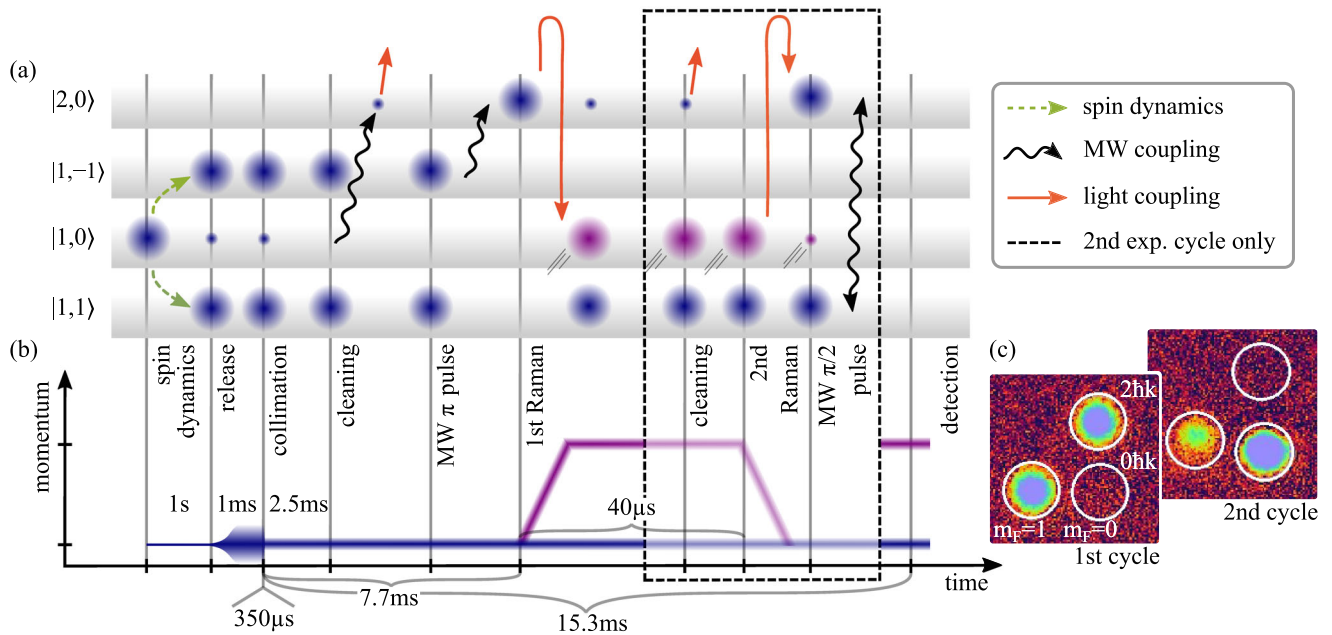 (a)
|2,0⟩
|1,−1⟩
|1,0⟩
|1,1⟩
spin dynamics
MW coupling
light coupling
2nd exp. cycle only
(b)
spin
dynamics
release
collimation
cleaning
MW π pulse
1st Raman
cleaning
2nd
Raman
MW π/2
pulse
detection
momentum
1s
1ms
2.5ms
40µs
7.7ms
15.3ms
350µs
time
(c)
2ħk
0ħk
m_F=1
m_F=0
1st cycle
2nd cycle